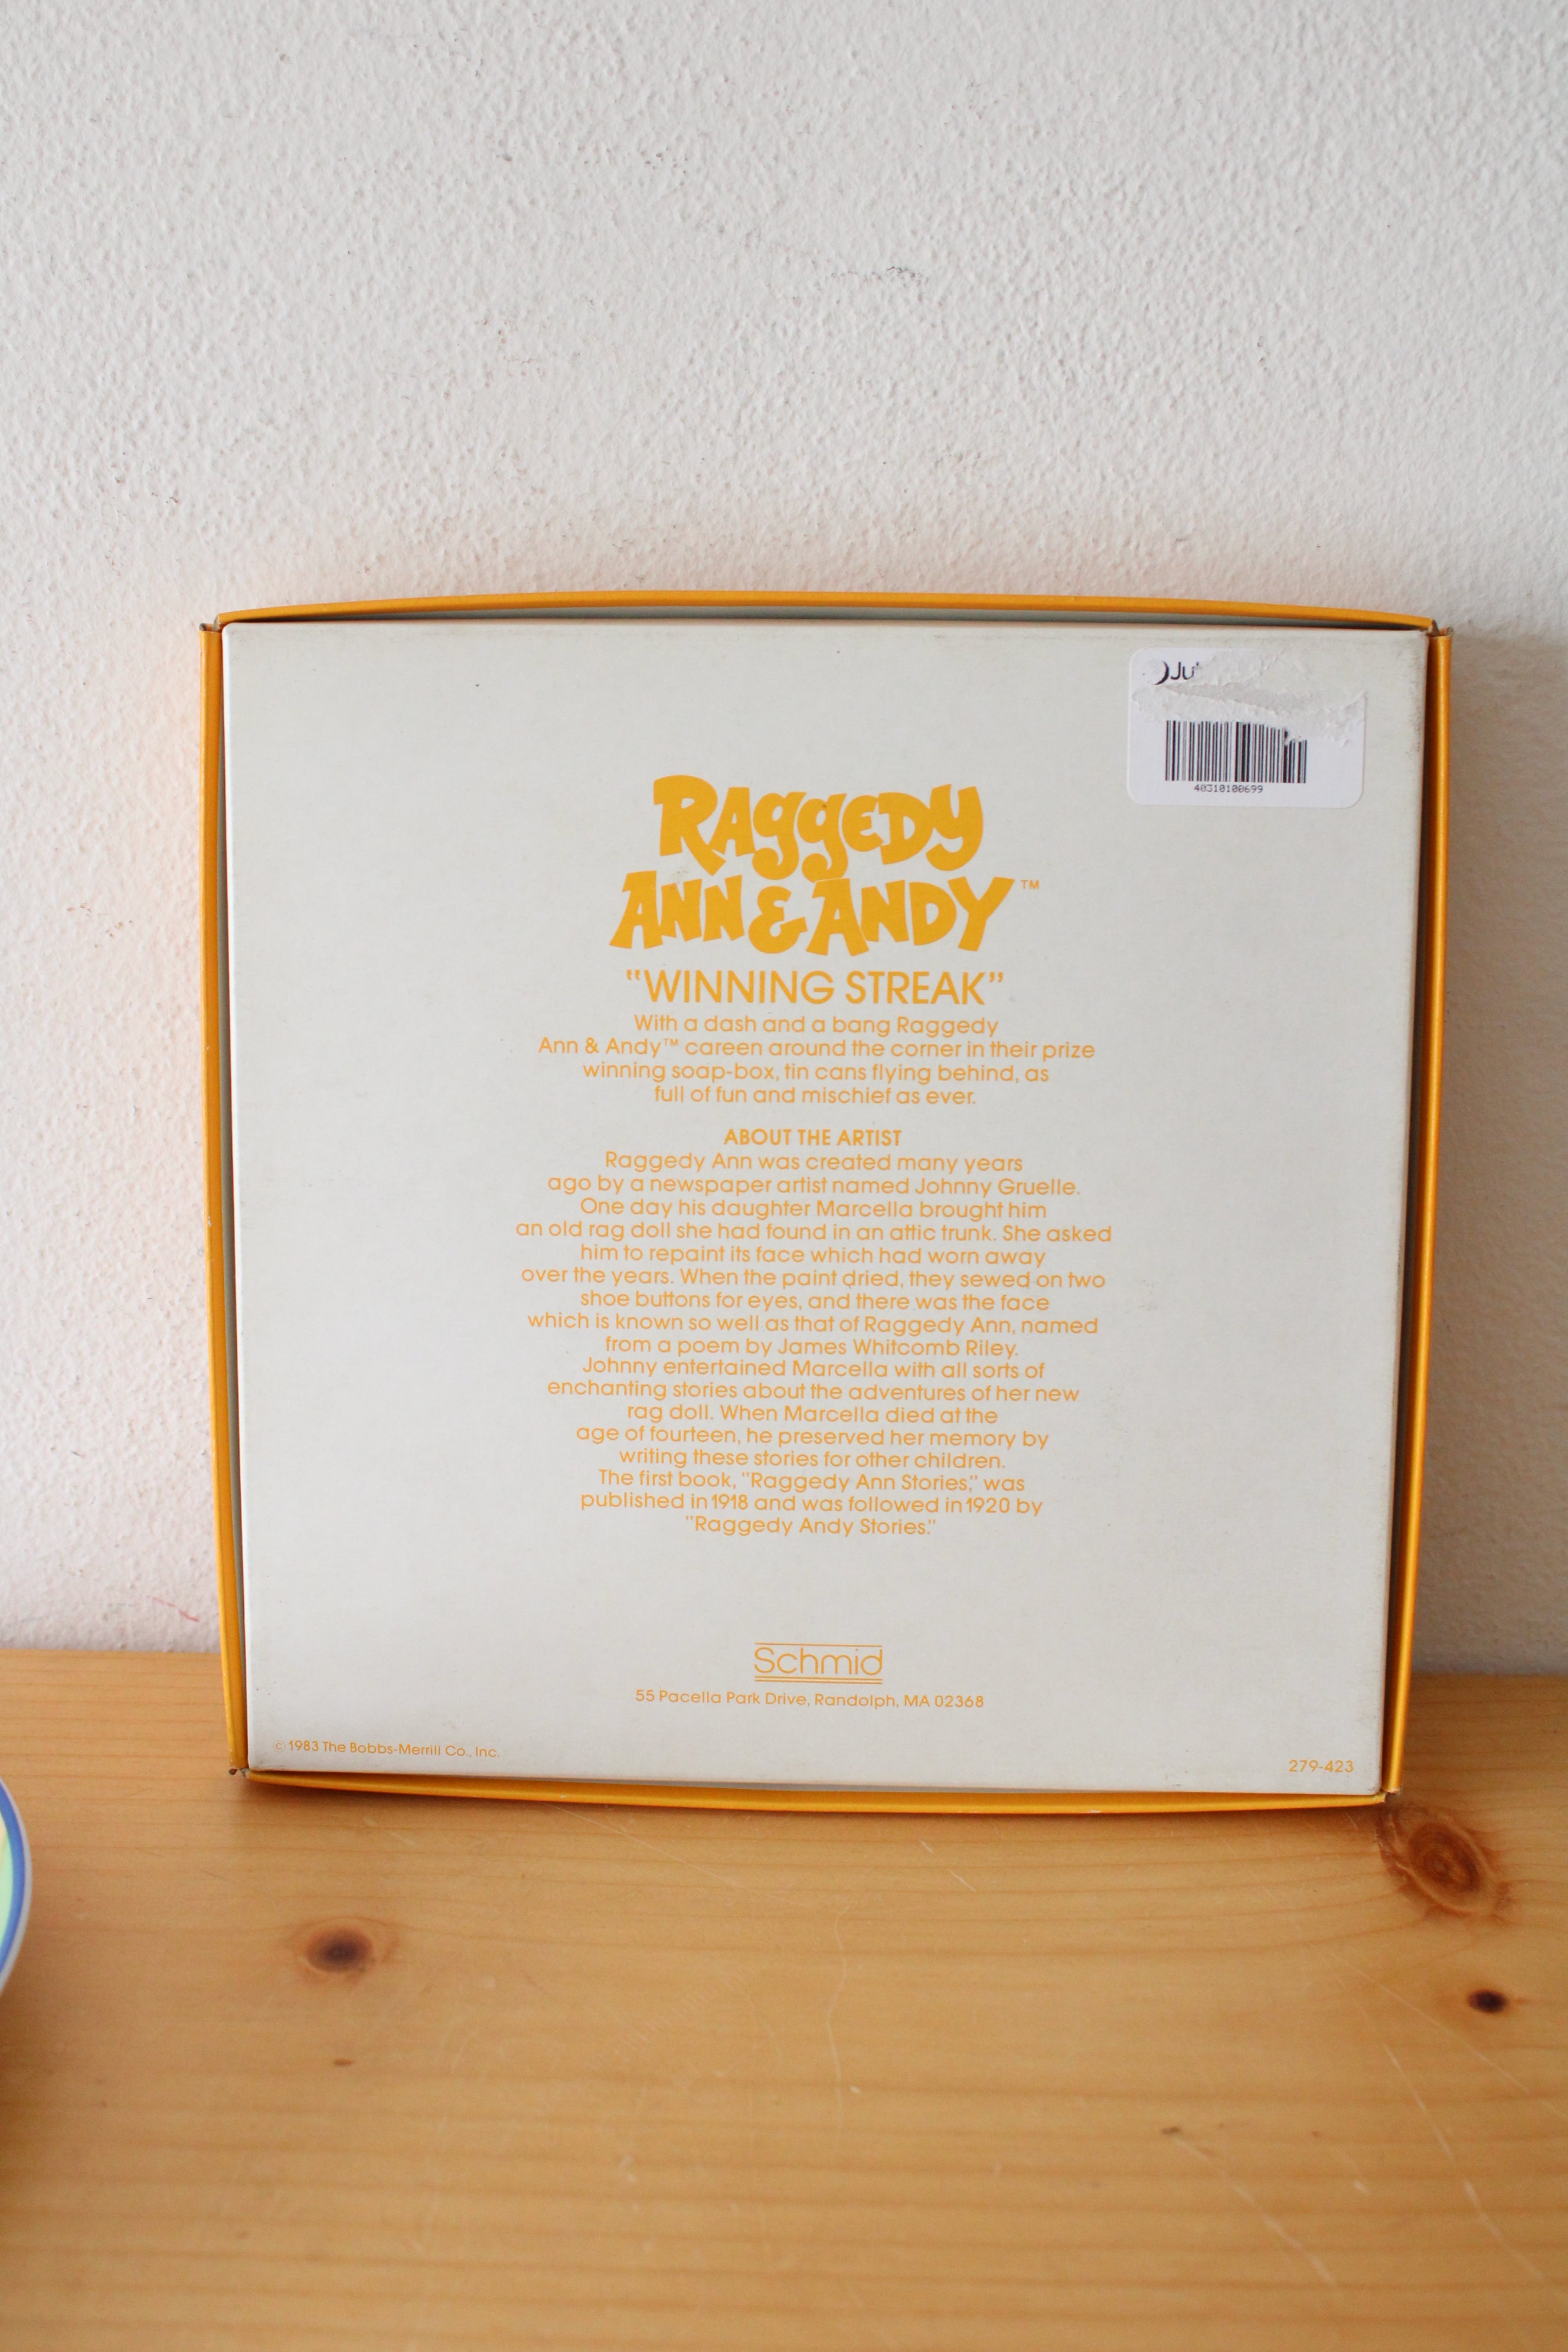 40310100699
RAggEDY
ANN & ANDY™
"WINNING STREAK"
With a dash and a bang Raggedy
Ann & Andy™ careen around the corner in their prize
winning soap-box, tin cans flying behind, as
full of fun and mischief as ever.
ABOUT THE ARTIST
Raggedy Ann was created many years
ago by a newspaper artist named Johnny Gruelle.
One day his daughter Marcella brought him
an old rag doll she had found in an attic trunk. She asked
him to repaint its face which had worn away
over the years. When the paint dried, they sewed on two
shoe buttons for eyes, and there was the face
which is known so well as that of Raggedy Ann, named
from a poem by James Whitcomb Riley.
Johnny entertained Marcella with all sorts of
enchanting stories about the adventures of her new
rag doll. When Marcella died at the
age of fourteen, he preserved her memory by
writing these stories for other children.
The first book, "Raggedy Ann Stories," was
published in 1918 and was followed in 1920 by
"Raggedy Andy Stories."
Schmid
55 Pacella Park Drive, Randolph, MA 02368
© 1983 The Bobbs-Merrill Co., Inc.
279-423